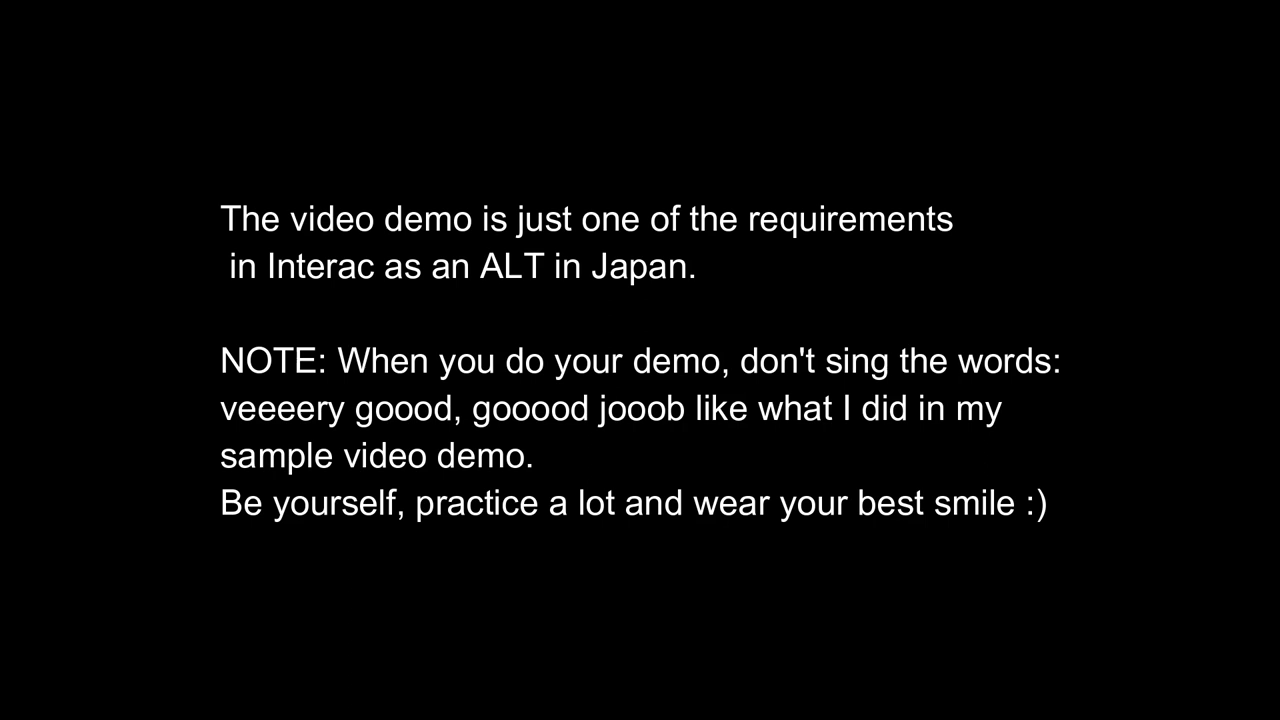 The video demo is just one of the requirements
in Interac as an ALT in Japan.
NOTE: When you do your demo, don't sing the words:
veeeery goood, gooood jooob like what I did in my
sample video demo.
Be yourself, practice a lot and wear your best smile :)